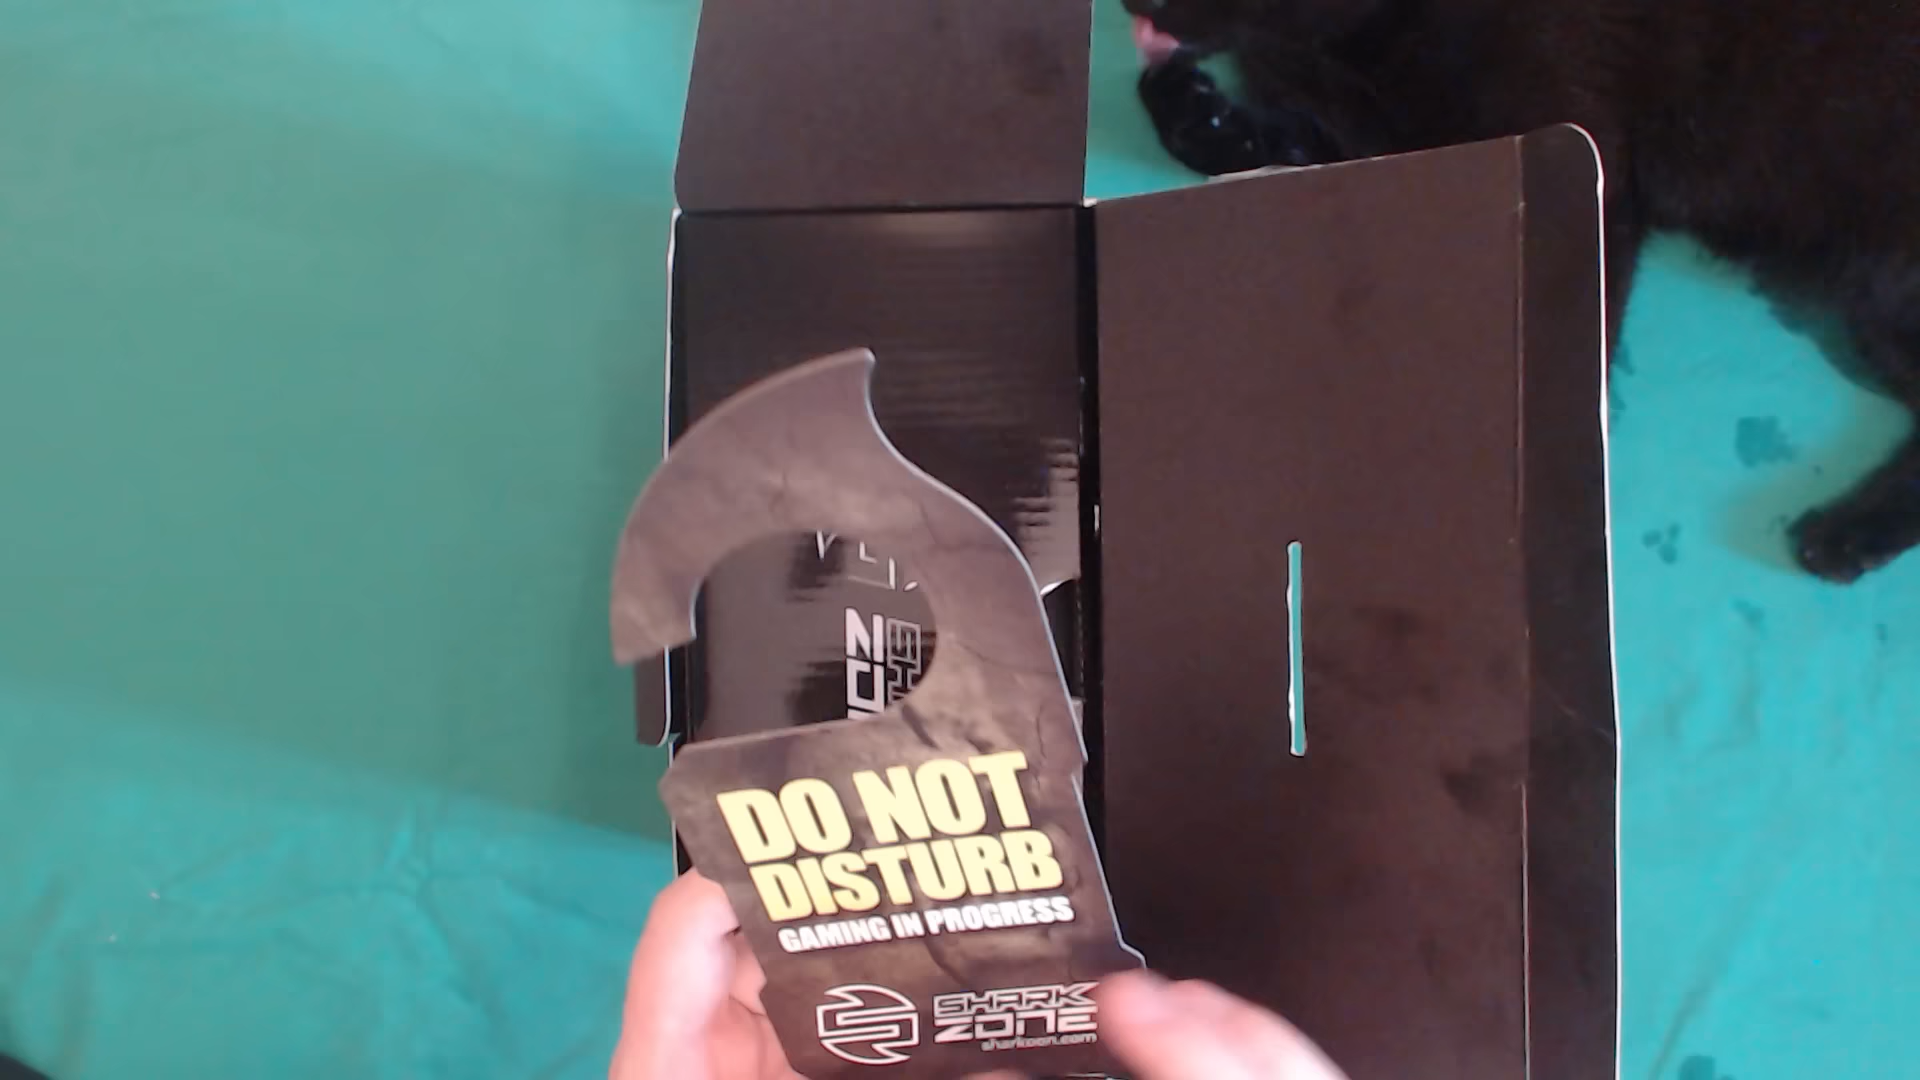 DO NOT
DISTURB
GAMING IN PROGRESS
SHARK
ZONE
sharkoon.com